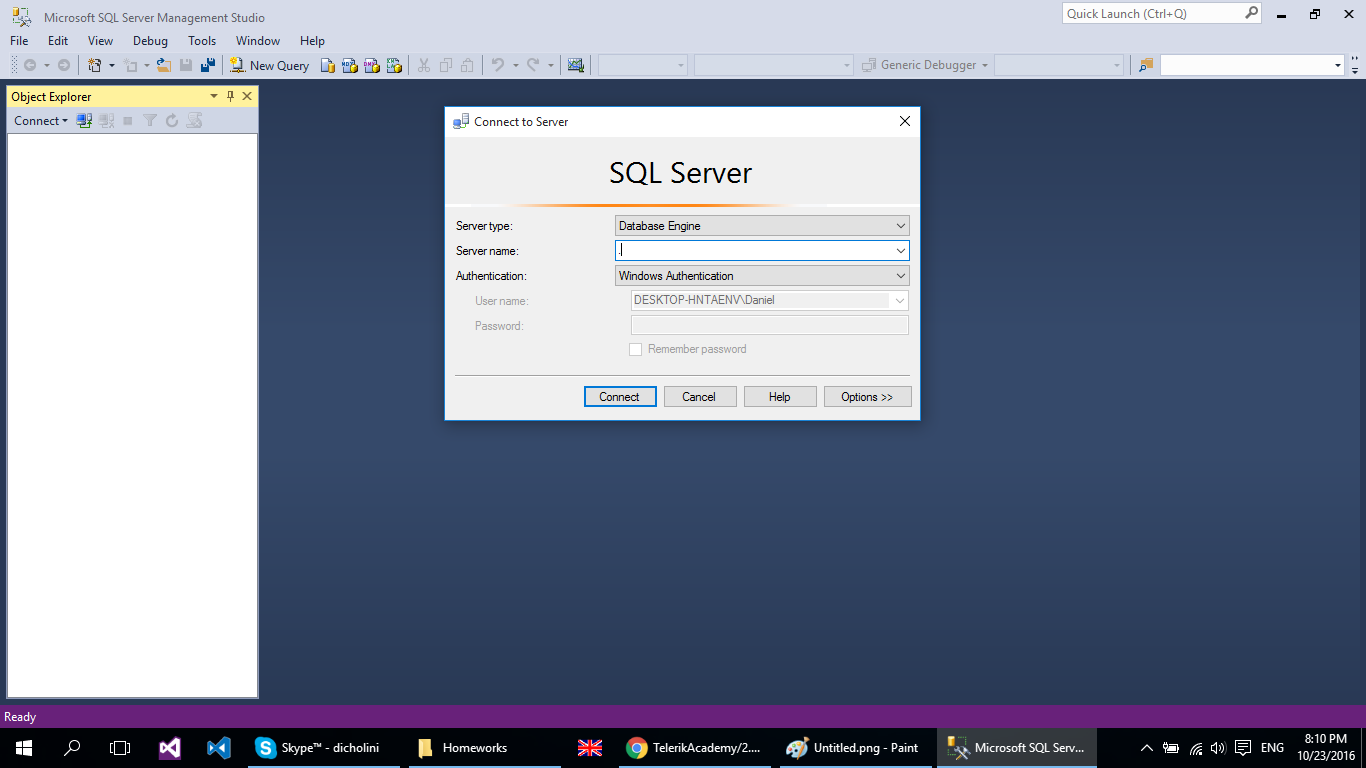 Microsoft SQL Server Management Studio
Quick Launch (Ctrl+Q)
File Edit View Debug Tools Window Help
New Query
Generic Debugger
Object Explorer
Connect
Connect to Server
SQL Server
Server type: Database Engine
Server name: .
Authentication: Windows Authentication
User name: DESKTOP-HNTAENV\Daniel
Password:
Remember password
Connect Cancel Help Options >>
Ready
Skype™ - dicholini
Homeworks
TelerikAcademy/2....
Untitled.png - Paint
Microsoft SQL Serv...
ENG
8:10 PM
10/23/2016